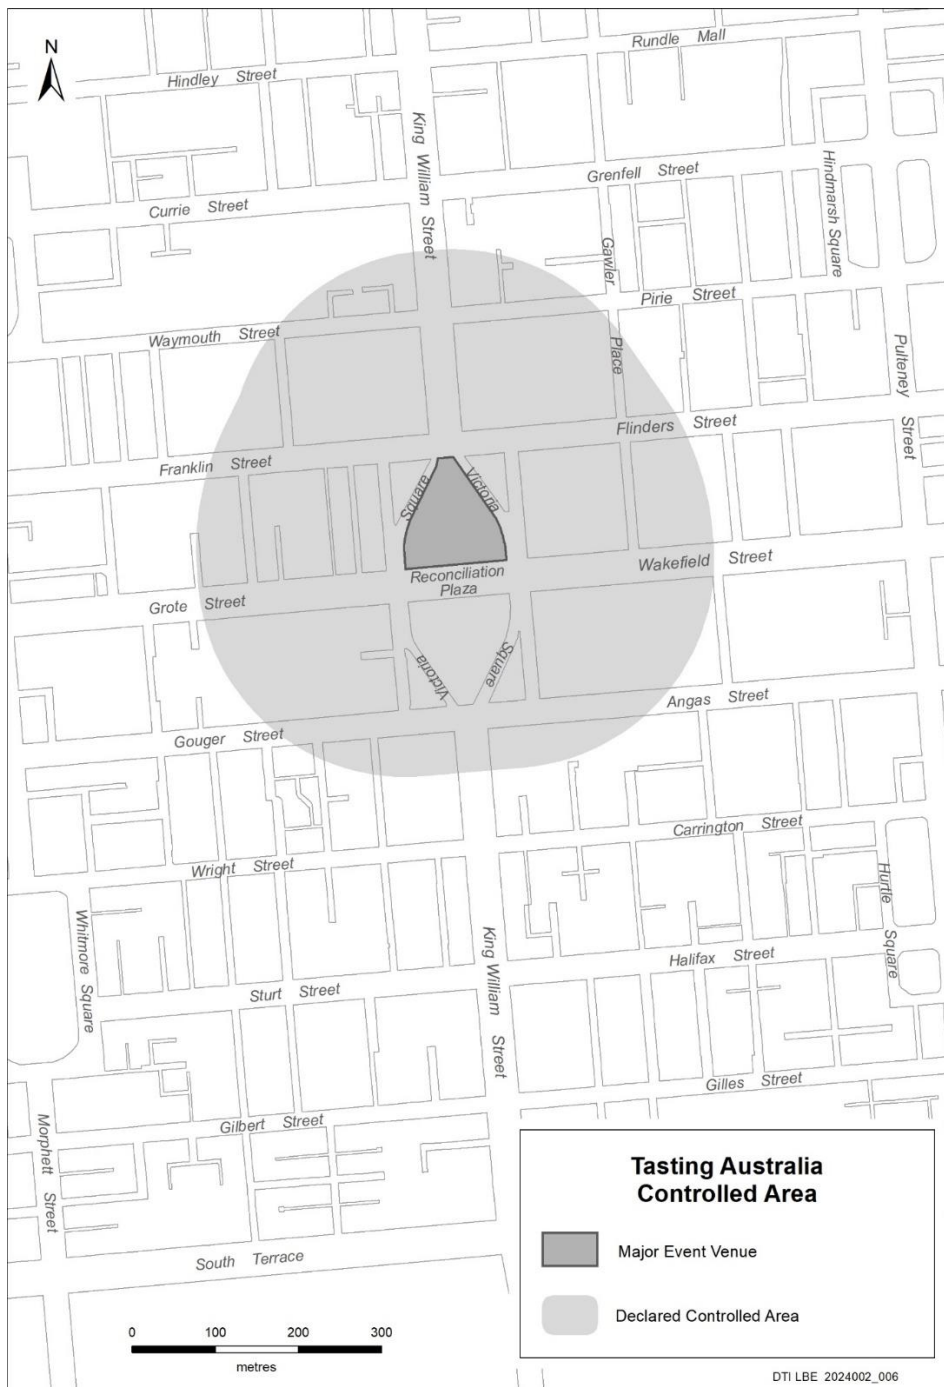 N
Rundle Mall
Hindley Street
King William Street
Grenfell Street
Hindmarsh Square
Currie Street
Gawler
Place
Pirie Street
Waymouth Street
Pulteney
Street
Flinders Street
Franklin Street
Square
Victoria
Wakefield Street
Reconciliation
Plaza
Grote Street
Victoria
Square
Angas Street
Gouger Street
Carrington Street
Wright Street
Hurtle
Square
Whitmore Square
King William Street
Halifax Street
Sturt Street
Gilles Street
Gilbert Street
Morphett Street
South Terrace
Tasting Australia
Controlled Area
Major Event Venue
Declared Controlled Area
0 100 200 300
metres
DTI LBE 2024002_006